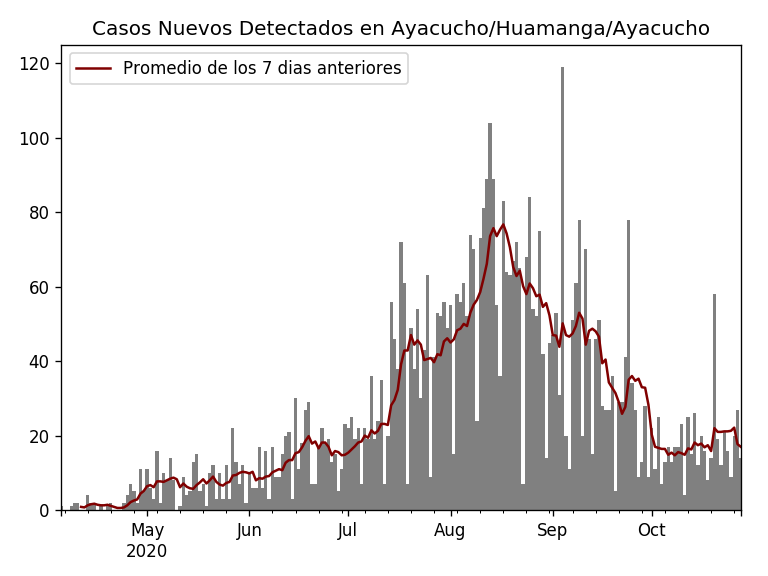 Casos Nuevos Detectados en Ayacucho/Huamanga/Ayacucho
Promedio de los 7 dias anteriores
120
100
80
60
40
20
0
May Jun Jul Aug Sep Oct
2020